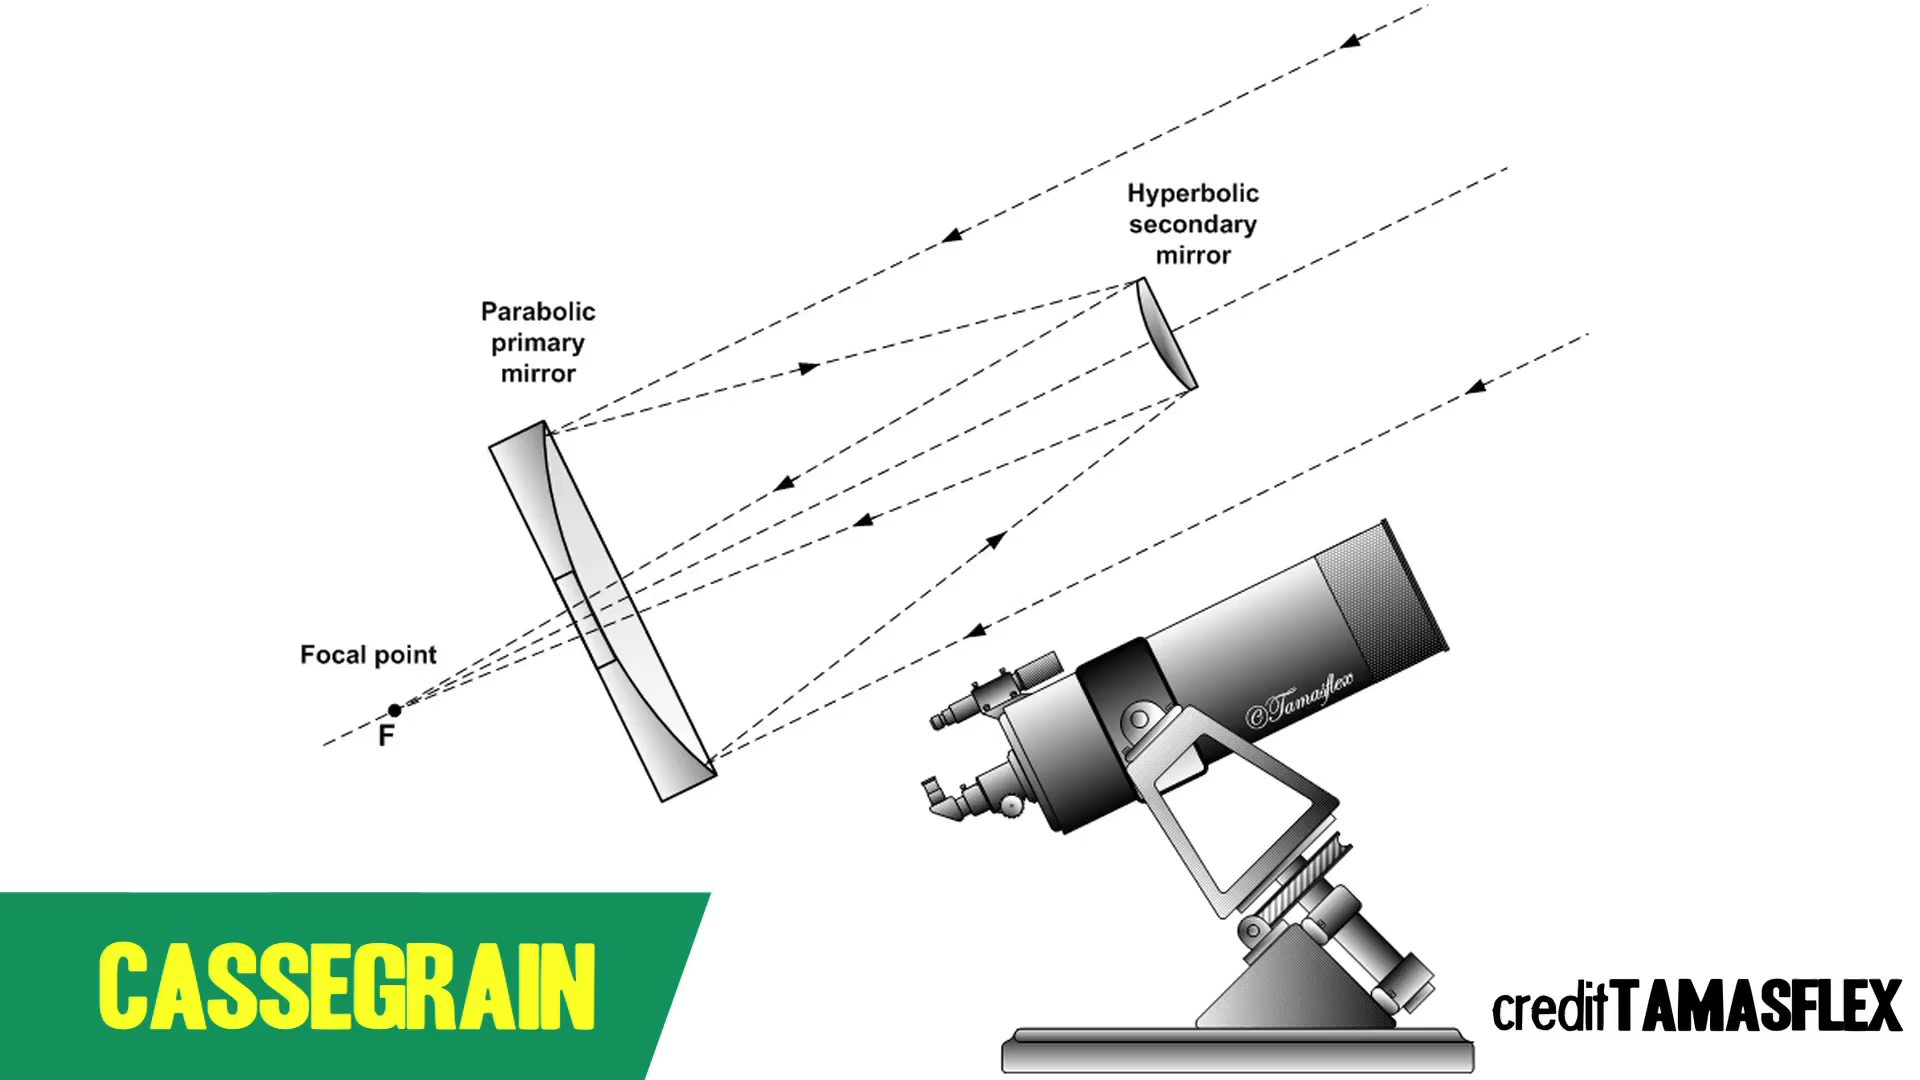 Hyperbolic
secondary
mirror
Parabolic
primary
mirror
Focal point
F
©Tamasflex
CASSEGRAIN
credit TAMASFLEX